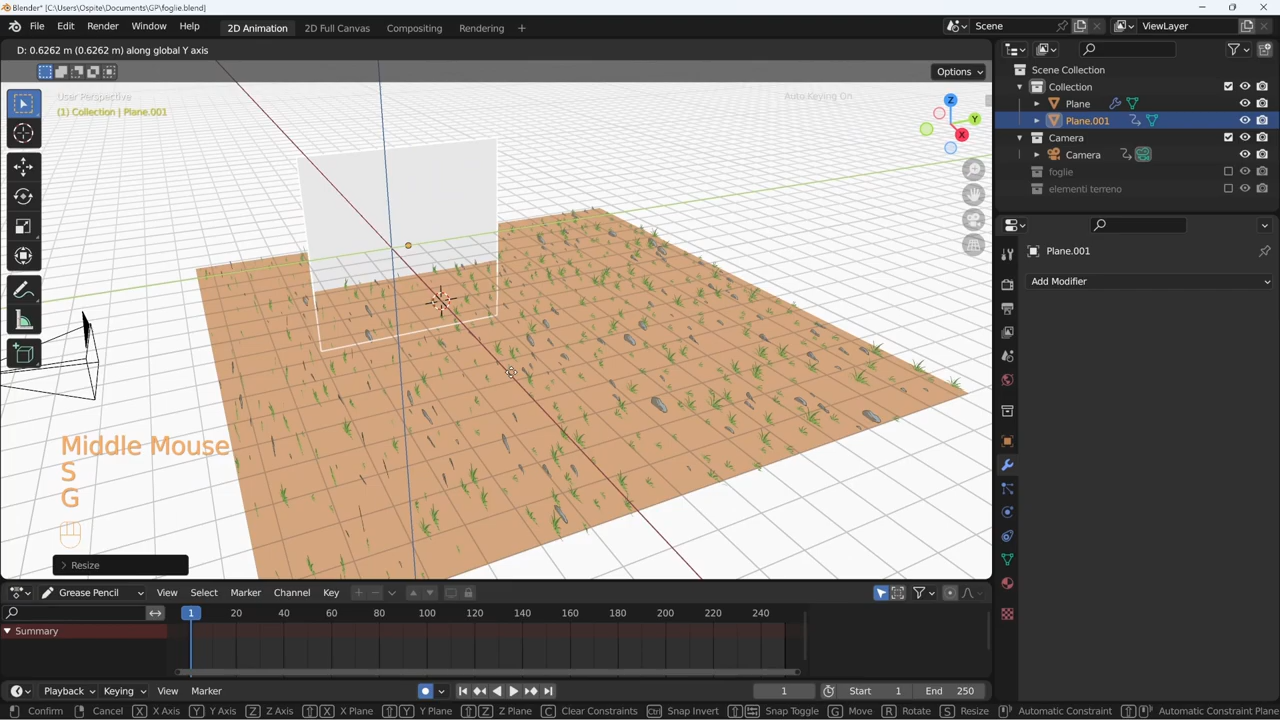 Blender* [C:\Users\Ospite\Documents\GP\foglie.blend]
File Edit Render Window Help 2D Animation 2D Full Canvas Compositing Rendering + Scene ViewLayer
D: 0.6262 m (0.6262 m) along global Y axis
Options
User Perspective
(1) Collection | Plane.001
Auto Keying On
Z
Y
X
Scene Collection
Collection
Plane
Plane.001
Camera
Camera
foglie
elementi terreno
Plane.001
Add Modifier
Middle Mouse
S
G
Resize
Grease Pencil View Select Marker Channel Key
1 20 40 60 80 100 120 140 160 180 200 220 240
Summary
Playback Keying View Marker 1 Start 1 End 250
Confirm Cancel X X Axis Y Y Axis Z Z Axis X X Plane Y Y Plane Z Z Plane C Clear Constraints Ctrl Snap Invert Snap Toggle G Move R Rotate S Resize Automatic Constraint Automatic Constraint Plane